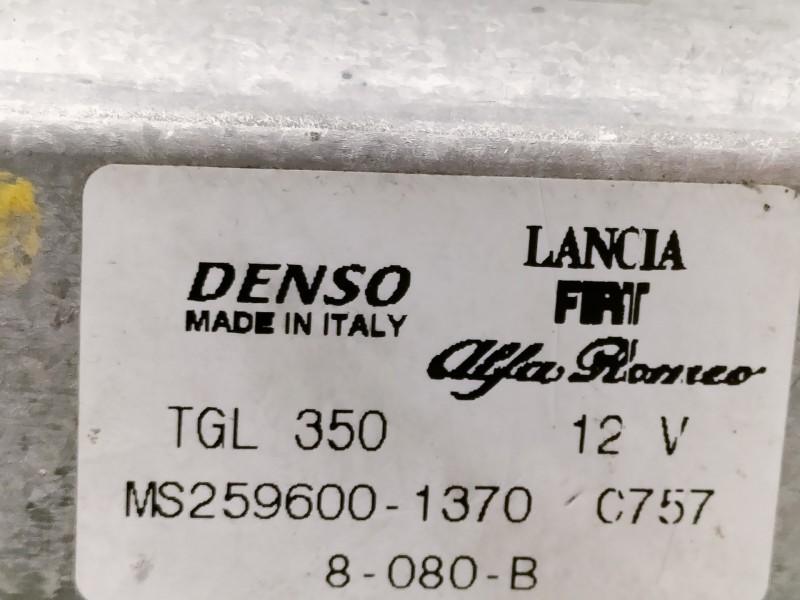 LANCIA
DENSO
FIAT
MADE IN ITALY
Alfa Romeo
TGL 350 12 V
MS259600-1370 C757
8-080-B